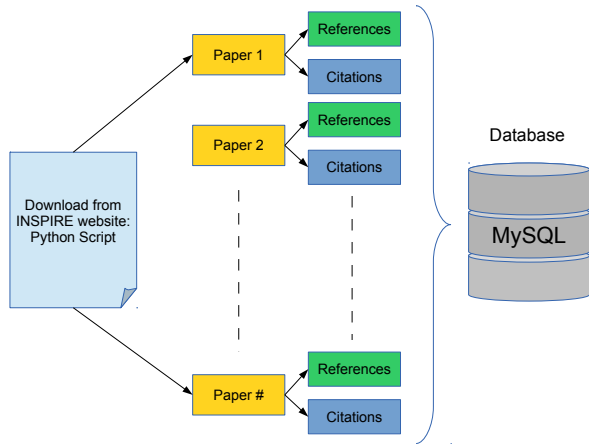 Download from
INSPIRE website:
Python Script
Paper 1
References
Citations
Paper 2
References
Citations
Paper #
References
Citations
Database
MySQL